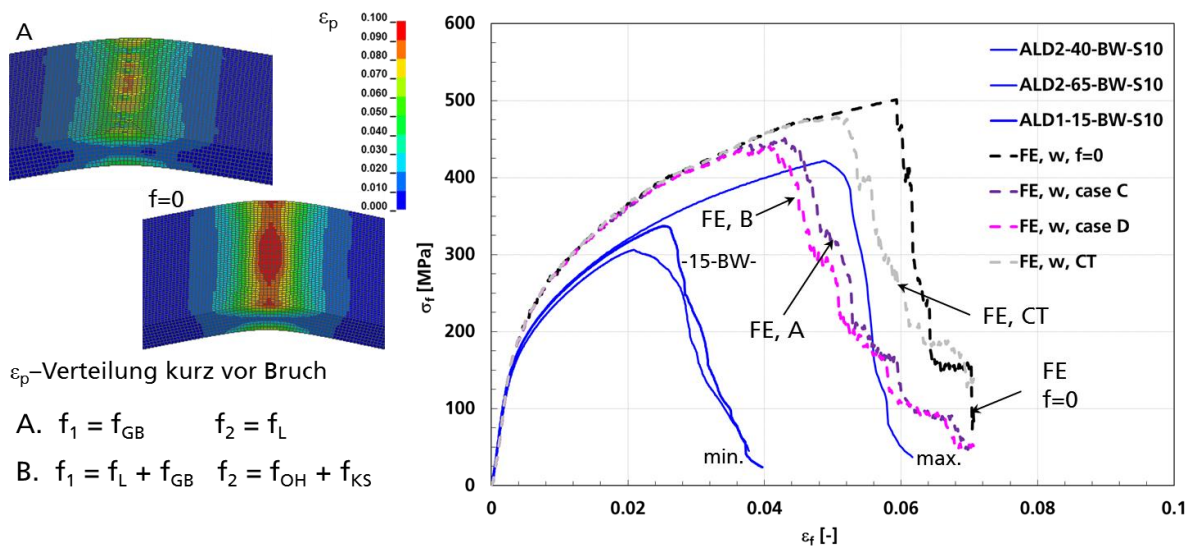 A
εp
0.100
0.090
0.080
0.070
0.060
0.050
0.040
0.030
0.020
0.010
0.000
f=0
εp–Verteilung kurz vor Bruch
A. f1 = fGB f2 = fL
B. f1 = fL + fGB f2 = fOH + fKS
600
500
400
300
200
100
0
σf [MPa]
0 0.02 0.04 0.06 0.08 0.1
εf [-]
ALD2-40-BW-S10
ALD2-65-BW-S10
ALD1-15-BW-S10
FE, w, f=0
FE, w, case C
FE, w, case D
FE, w, CT
FE, B
-15-BW-
FE, A
FE, CT
FE
f=0
min.
max.